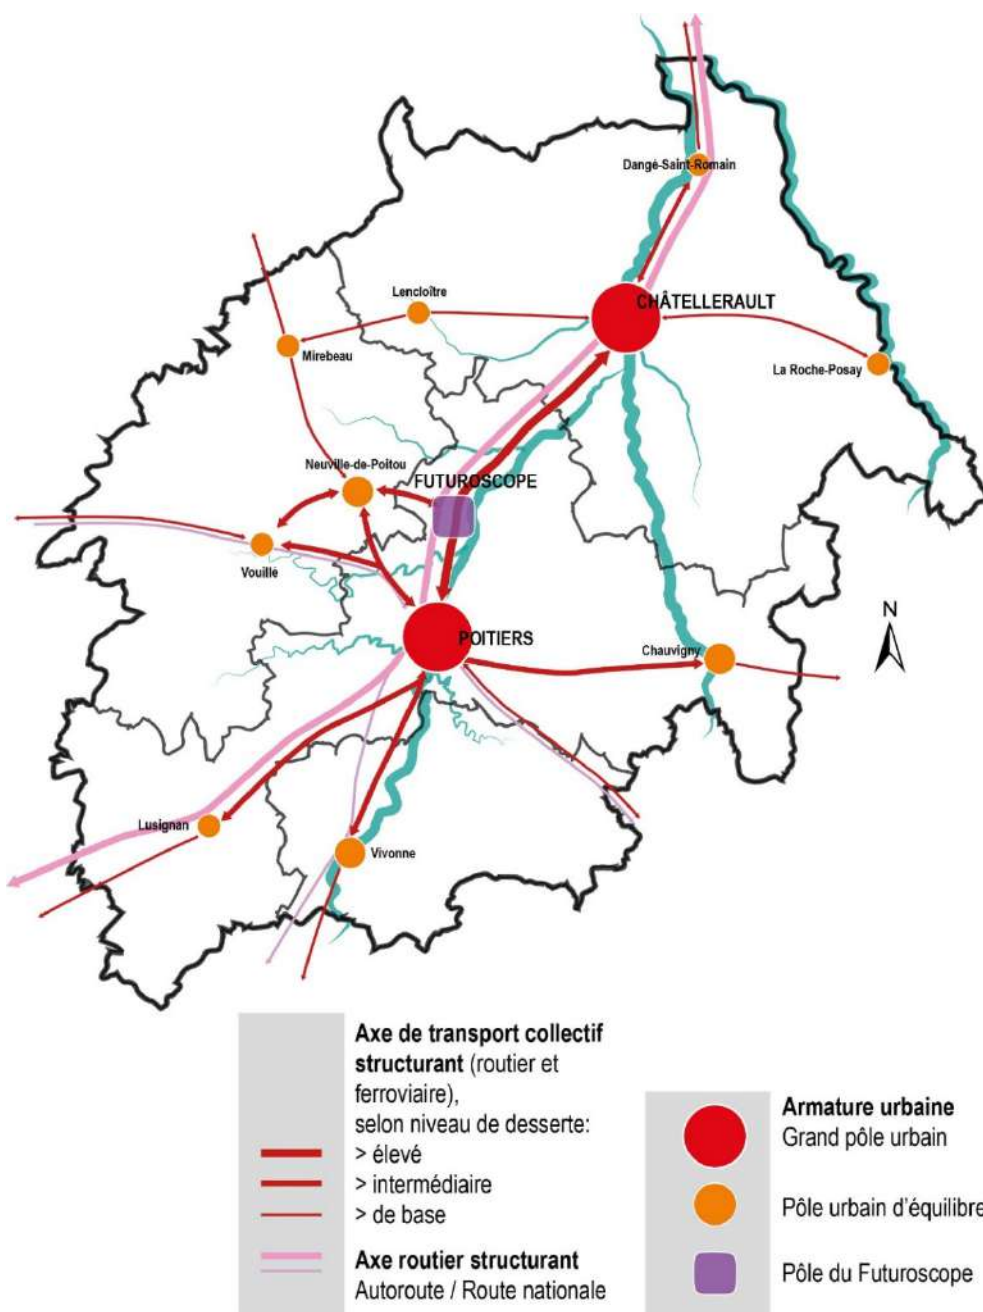 Dangé-Saint-Romain
Lencloître
CHÂTELLERAULT
Mirebeau
La Roche-Posay
Neuville-de-Poitou
FUTUROSCOPE
Vouillé
N
POITIERS
Chauvigny
Lusignan
Vivonne
Axe de transport collectif
structurant (routier et
ferroviaire),
selon niveau de desserte:
> élevé
> intermédiaire
> de base
Axe routier structurant
Autoroute / Route nationale
Armature urbaine
Grand pôle urbain
Pôle urbain d'équilibre
Pôle du Futuroscope